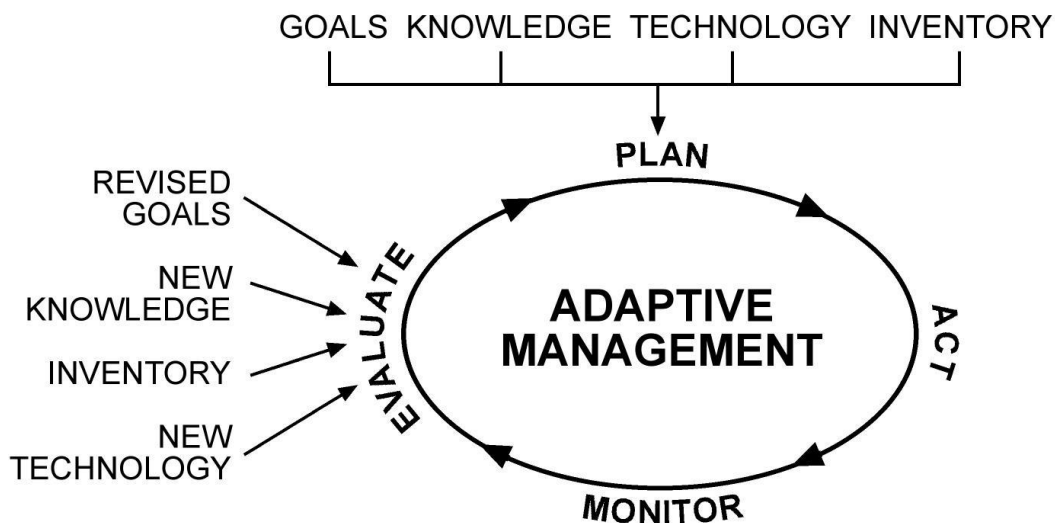 GOALS KNOWLEDGE TECHNOLOGY INVENTORY
PLAN
REVISED
GOALS
NEW
KNOWLEDGE
INVENTORY
NEW
TECHNOLOGY
EVALUATE
ADAPTIVE
MANAGEMENT
ACT
MONITOR